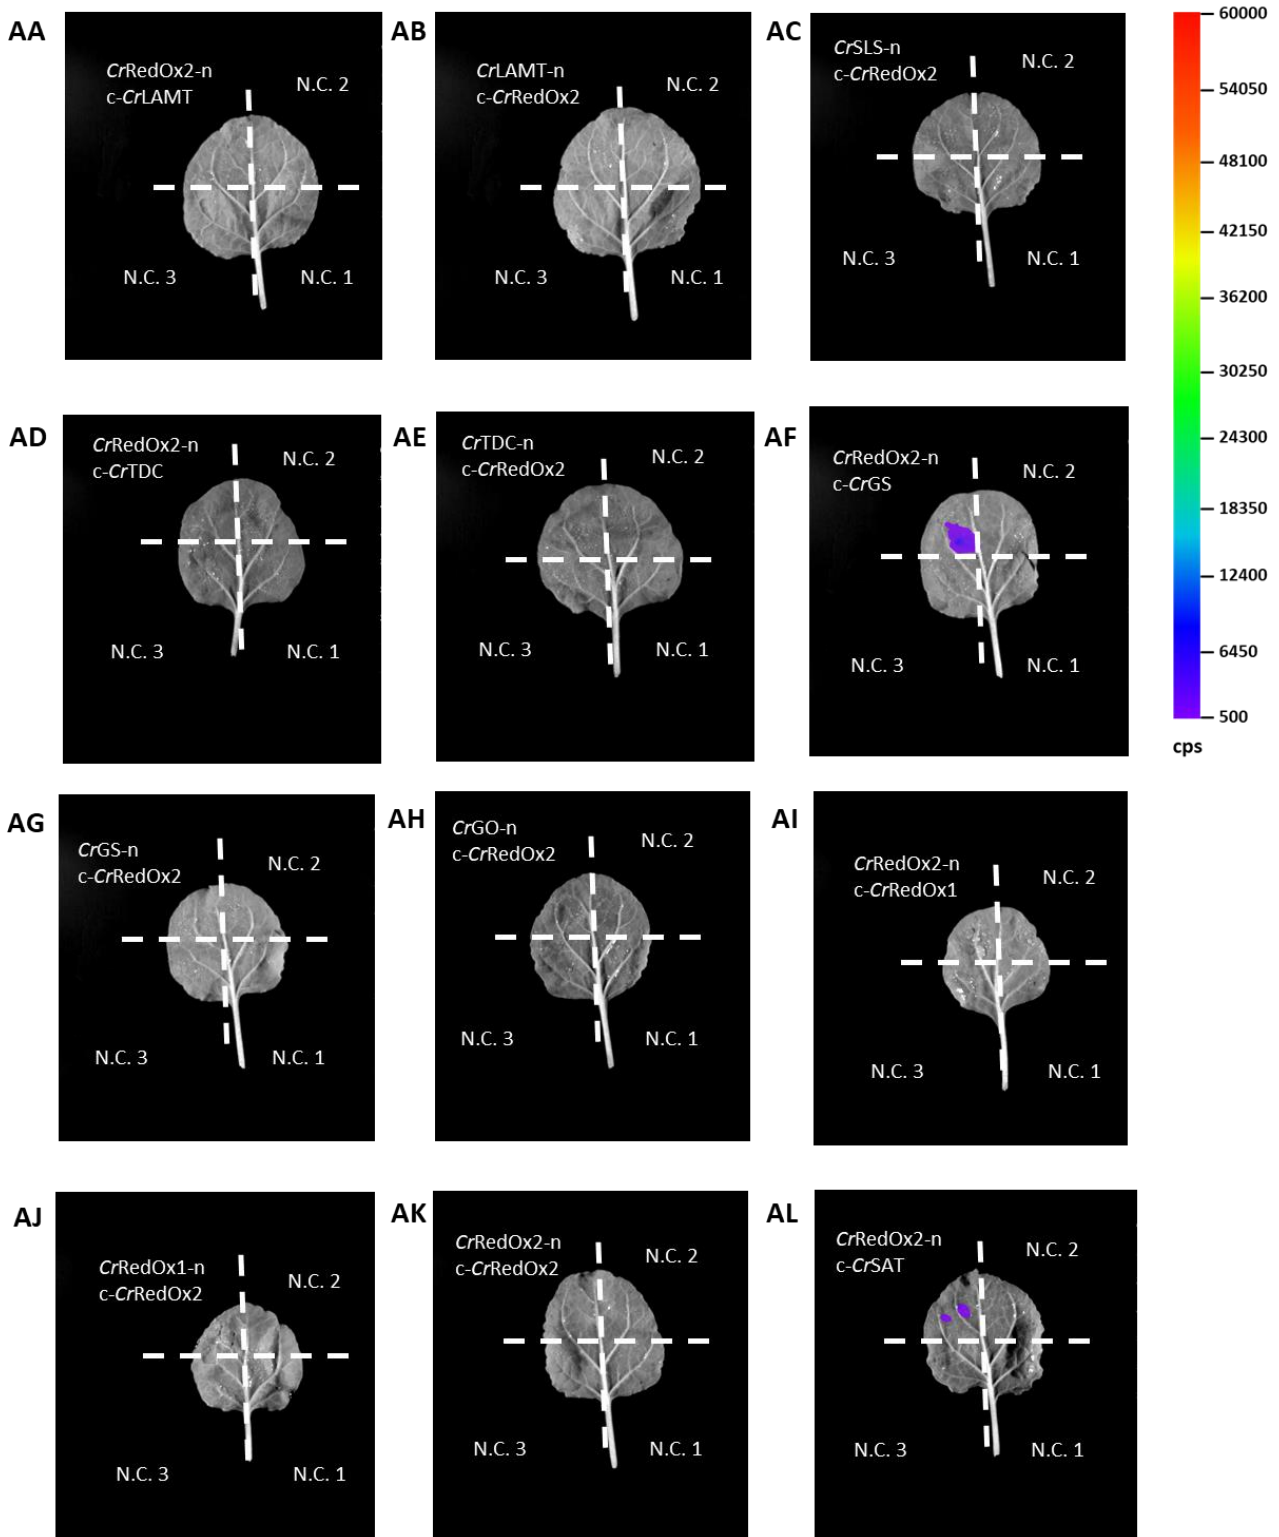 AA
CrRedOx2-n
c-CrLAMT
N.C. 2
N.C. 3
N.C. 1
AB
CrLAMT-n
c-CrRedOx2
N.C. 2
N.C. 3
N.C. 1
AC
CrSLS-n
c-CrRedOx2
N.C. 2
N.C. 3
N.C. 1
60000
54050
48100
42150
36200
30250
24300
18350
12400
6450
500
cps
AD
CrRedOx2-n
c-CrTDC
N.C. 2
N.C. 3
N.C. 1
AE
CrTDC-n
c-CrRedOx2
N.C. 2
N.C. 3
N.C. 1
AF
CrRedOx2-n
c-CrGS
N.C. 2
N.C. 3
N.C. 1
AG
CrGS-n
c-CrRedOx2
N.C. 2
N.C. 3
N.C. 1
AH
CrGO-n
c-CrRedOx2
N.C. 2
N.C. 3
N.C. 1
AI
CrRedOx2-n
c-CrRedOx1
N.C. 2
N.C. 3
N.C. 1
AJ
CrRedOx1-n
c-CrRedOx2
N.C. 2
N.C. 3
N.C. 1
AK
CrRedOx2-n
c-CrRedOx2
N.C. 2
N.C. 3
N.C. 1
AL
CrRedOx2-n
c-CrSAT
N.C. 2
N.C. 3
N.C. 1